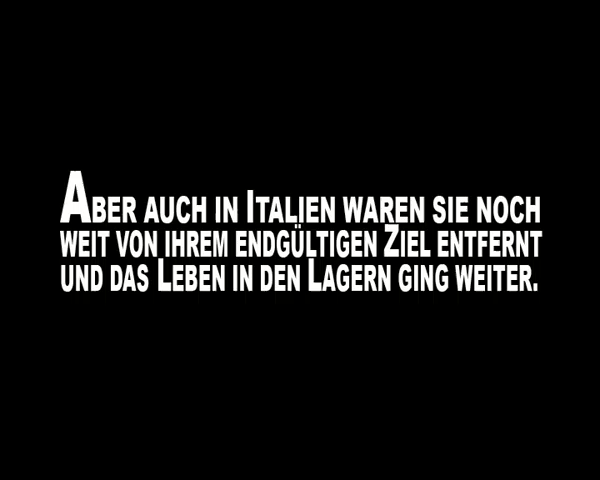 Aber auch in Italien waren sie noch
weit von ihrem endgültigen Ziel entfernt
und das Leben in den Lagern ging weiter.